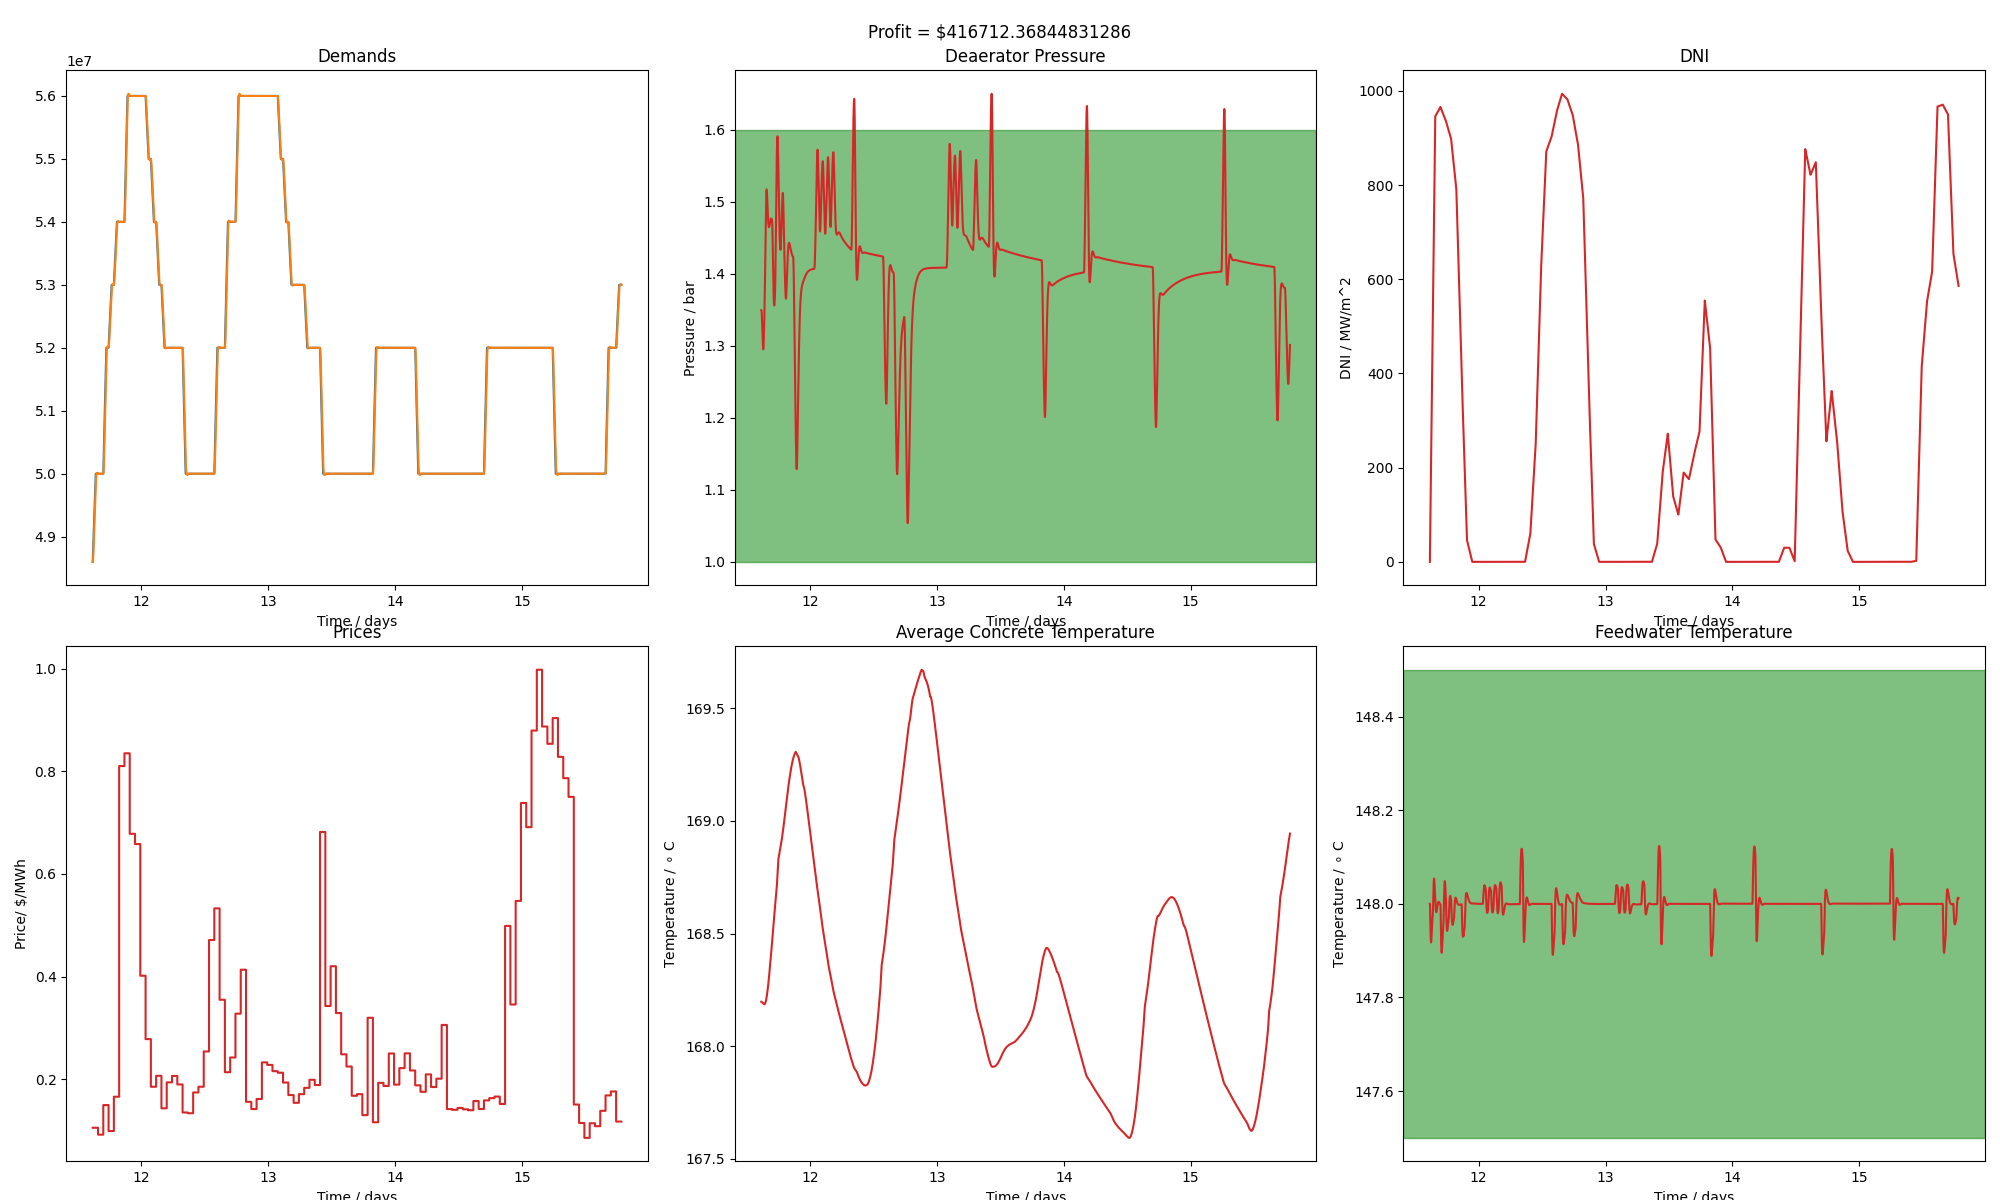 Profit = $416712.36844831286
Demands
1e7
5.6
5.5
5.4
5.3
5.2
5.1
5.0
4.9
12 13 14 15
Time / days
Deaerator Pressure
Pressure / bar
1.6
1.5
1.4
1.3
1.2
1.1
1.0
12 13 14 15
Time / days
DNI
DNI / MW/m^2
1000
800
600
400
200
0
12 13 14 15
Time / days
Prices
Price/ $/MWh
1.0
0.8
0.6
0.4
0.2
12 13 14 15
Time / days
Average Concrete Temperature
Temperature / ∘ C
169.5
169.0
168.5
168.0
167.5
12 13 14 15
Time / days
Feedwater Temperature
Temperature / ∘ C
148.4
148.2
148.0
147.8
147.6
12 13 14 15
Time / days